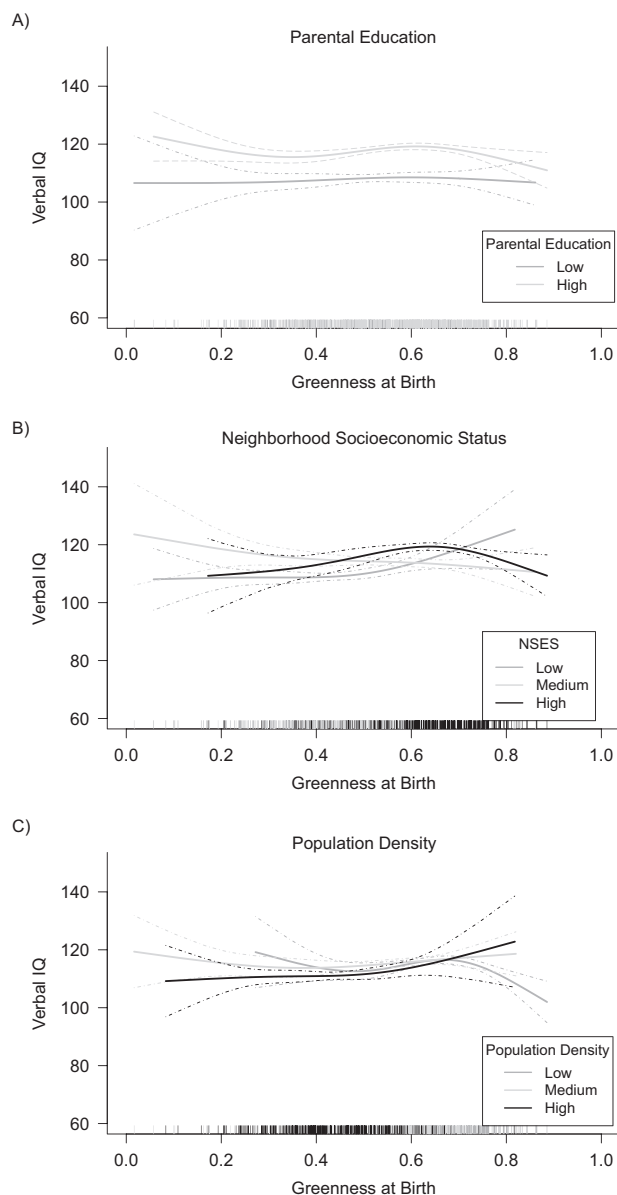 A)
Parental Education
140
120
100
80
60
Verbal IQ
Parental Education
Low
High
0.0 0.2 0.4 0.6 0.8 1.0
Greenness at Birth
B)
Neighborhood Socioeconomic Status
140
120
100
80
60
Verbal IQ
NSES
Low
Medium
High
0.0 0.2 0.4 0.6 0.8 1.0
Greenness at Birth
C)
Population Density
140
120
100
80
60
Verbal IQ
Population Density
Low
Medium
High
0.0 0.2 0.4 0.6 0.8 1.0
Greenness at Birth